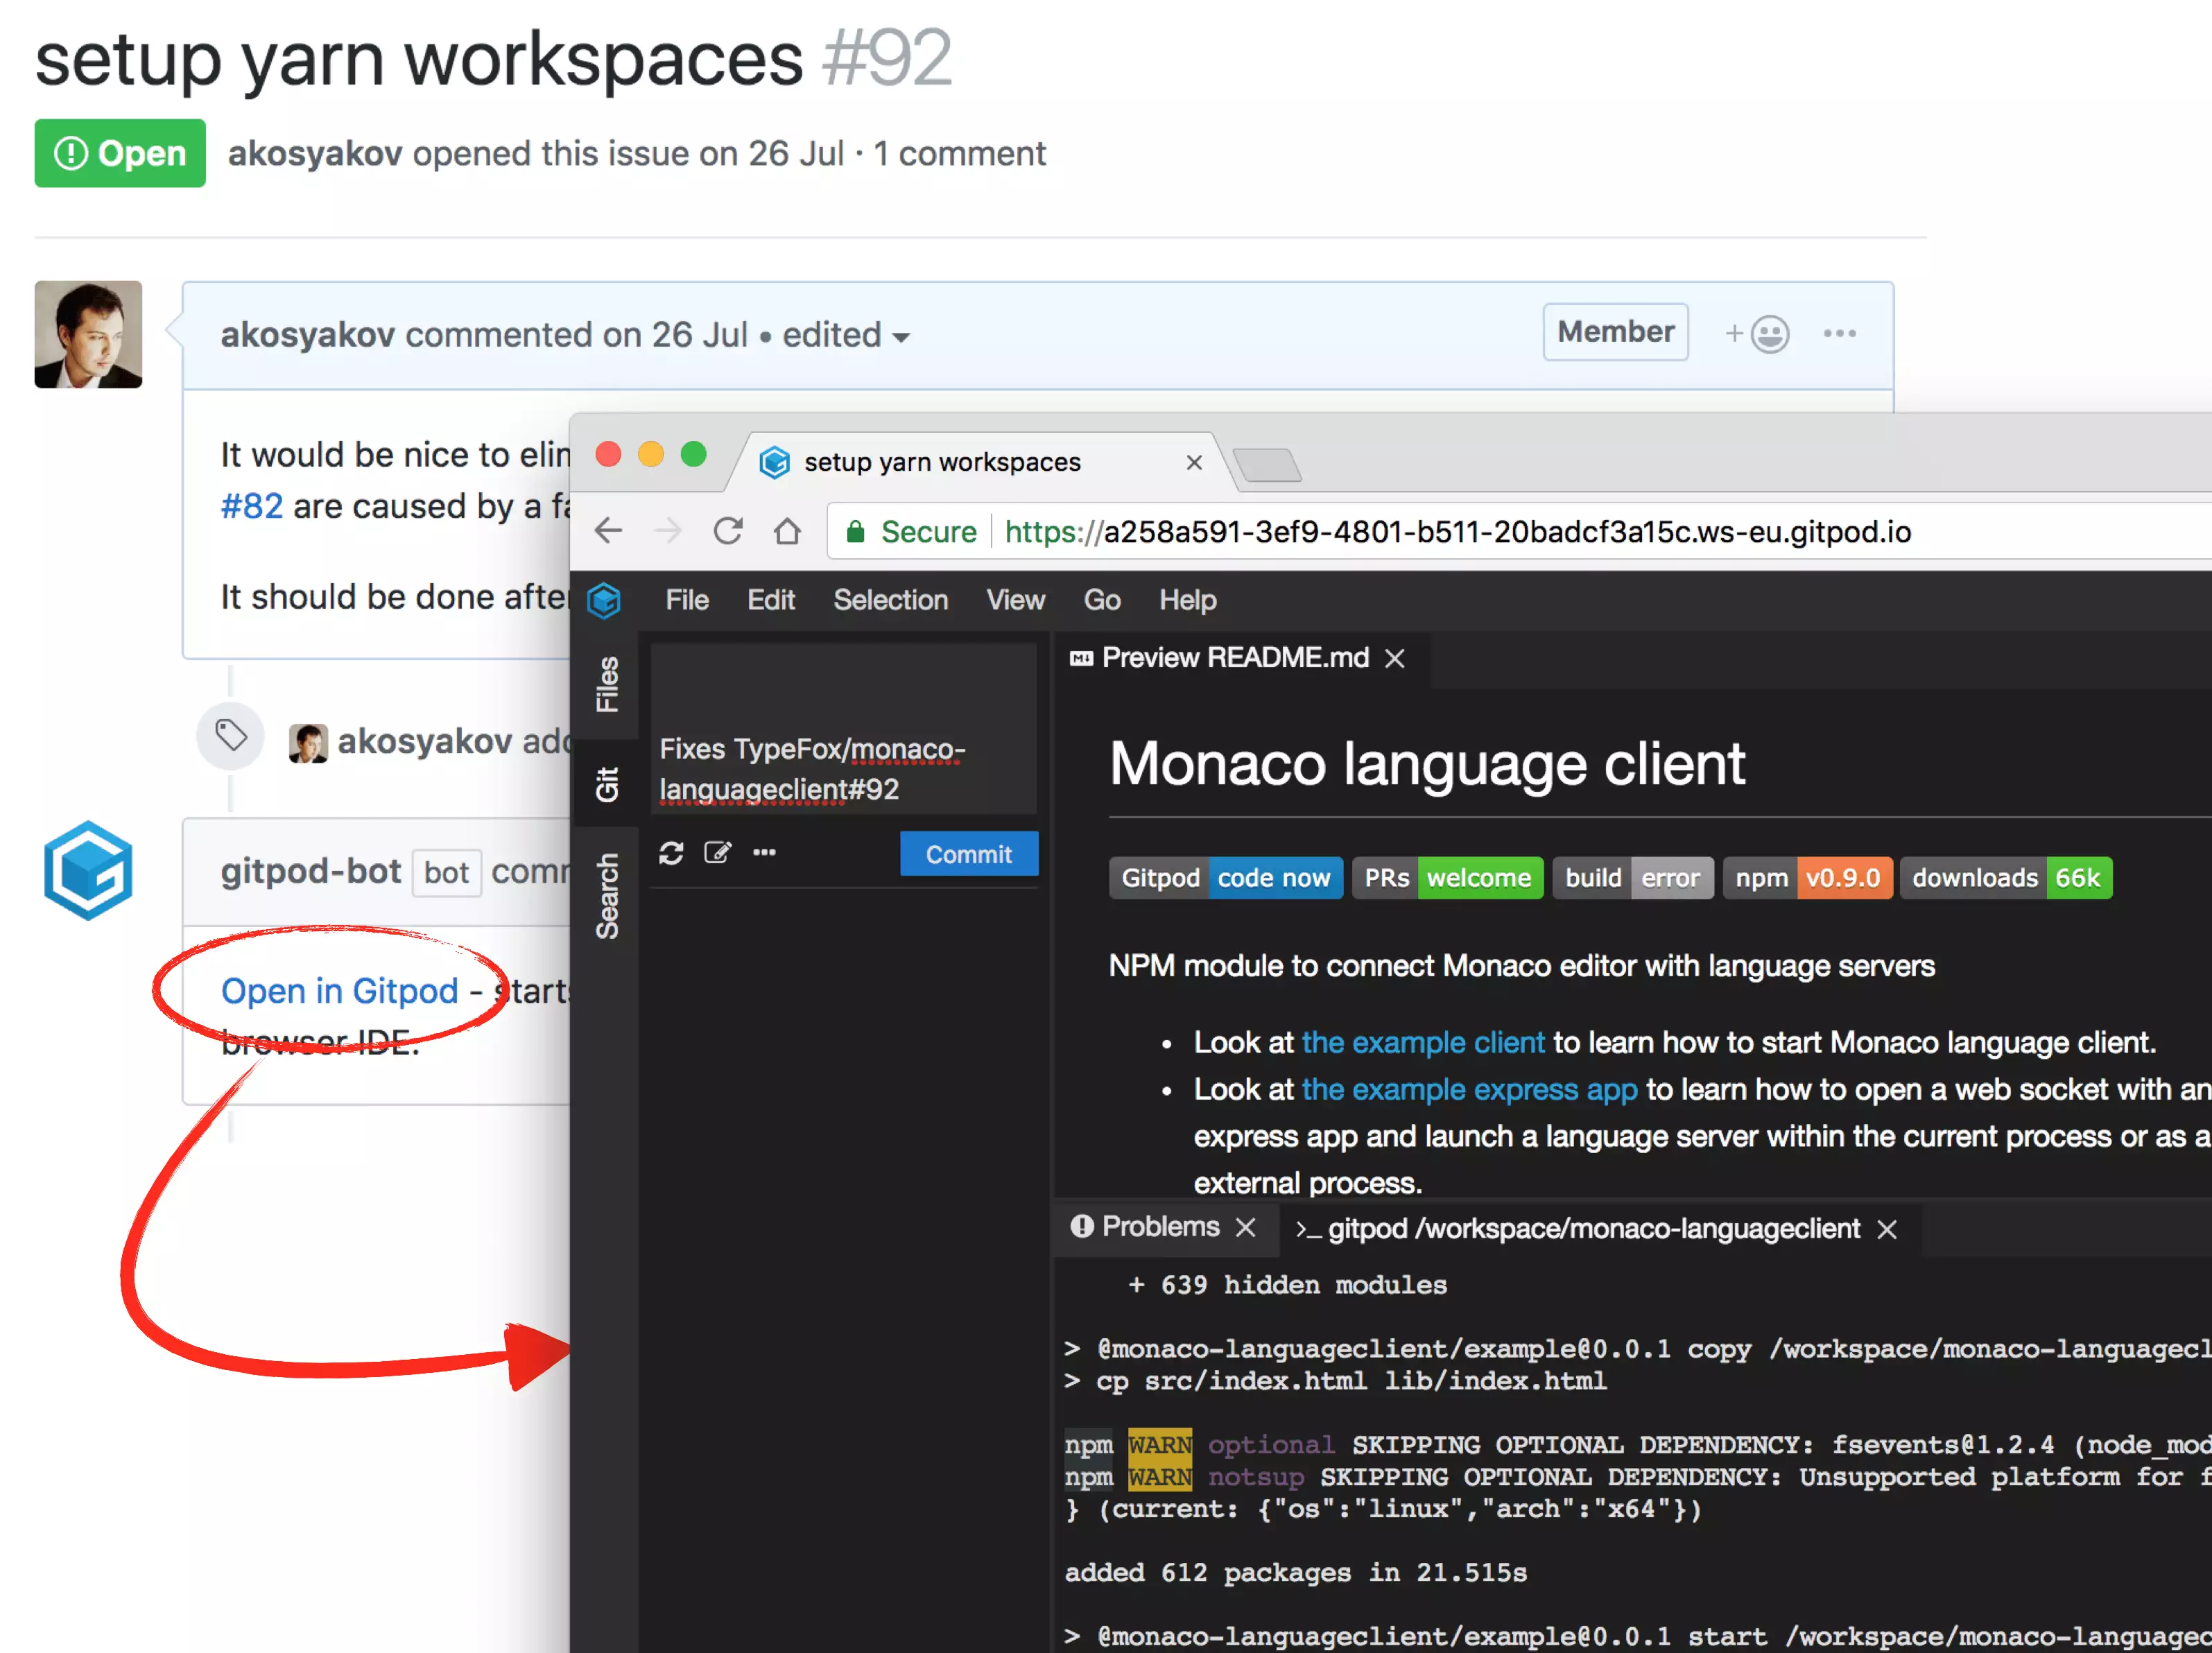 setup yarn workspaces #92
Open
akosyakov opened this issue on 26 Jul · 1 comment
akosyakov commented on 26 Jul • edited
Member
It would be nice to
#82 are caused by a
It should be done
akosyakov
gitpod-bot bot
Open in Gitpod -
browser IDE.
setup yarn workspaces
Secure
https://a258a591-3ef9-4801-b511-20badcf3a15c.ws-eu.gitpod.io
File Edit Selection View Go Help
Files
Git
Search
Fixes TypeFox/monaco-
languageclient#92
Commit
Preview README.md
Monaco language client
Gitpod code now PRs welcome build error npm v0.9.0 downloads 66k
NPM module to connect Monaco editor with language servers
• Look at the example client to learn how to start Monaco language client.
• Look at the example express app to learn how to open a web socket with an
express app and launch a language server within the current process or as a
external process.
Problems
>_ gitpod /workspace/monaco-languageclient
+ 639 hidden modules
> @monaco-languageclient/example@0.0.1 copy /workspace/monaco-languagecl
> cp src/index.html lib/index.html
npm WARN optional SKIPPING OPTIONAL DEPENDENCY: fsevents@1.2.4 (node_mod
npm WARN notsup SKIPPING OPTIONAL DEPENDENCY: Unsupported platform for f
} (current: {"os":"linux","arch":"x64"})
added 612 packages in 21.515s
> @monaco-languageclient/example@0.0.1 start /workspace/monaco-languagec